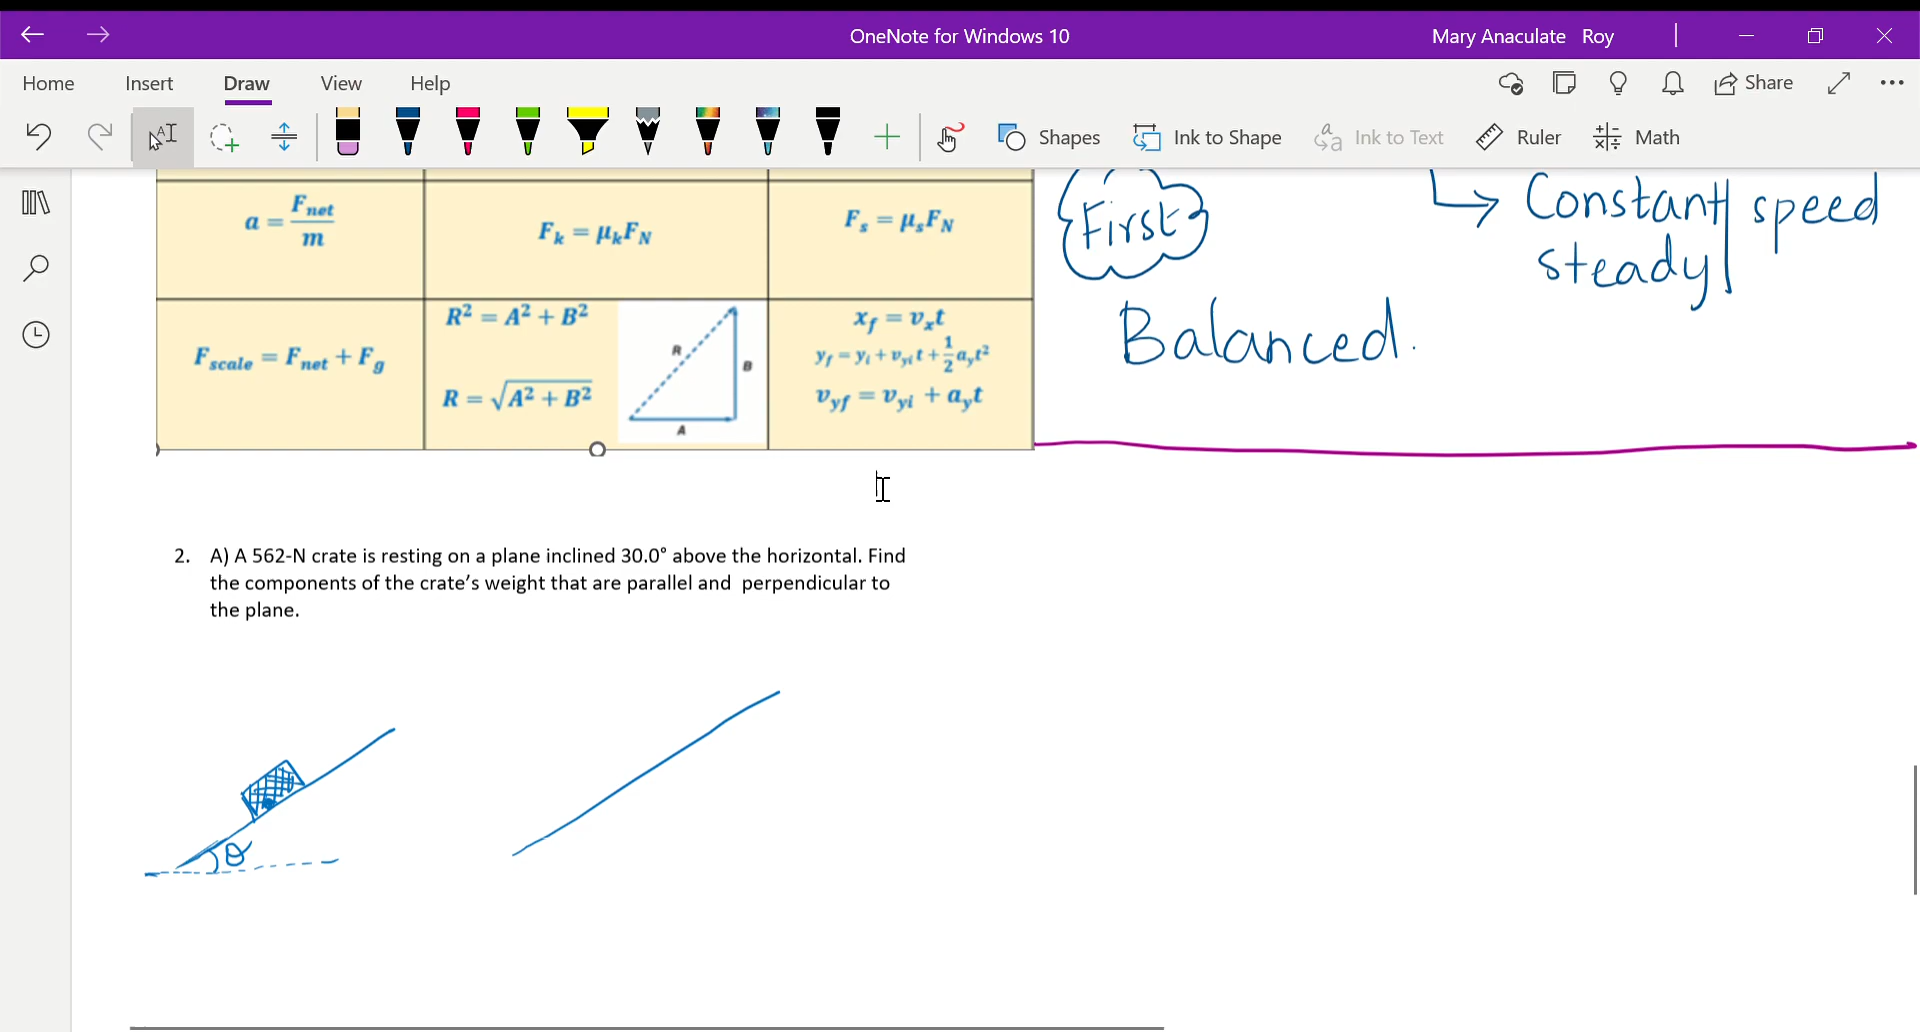 OneNote for Windows 10
Mary Anaculate Roy
Home Insert Draw View Help
Share
Shapes Ink to Shape Ink to Text Ruler Math
a = F_net / m
F_k = μ_k F_N
F_s = μ_s F_N
F_scale = F_net + F_g
R² = A² + B²
R = √A² + B²
R
B
A
x_f = v_x t
y_f = y_i + v_yi t + 1/2 a_y t²
v_yf = v_yi + a_y t
First
Constant speed
steady
Balanced.
2. A) A 562-N crate is resting on a plane inclined 30.0° above the horizontal. Find
the components of the crate's weight that are parallel and perpendicular to
the plane.
θ